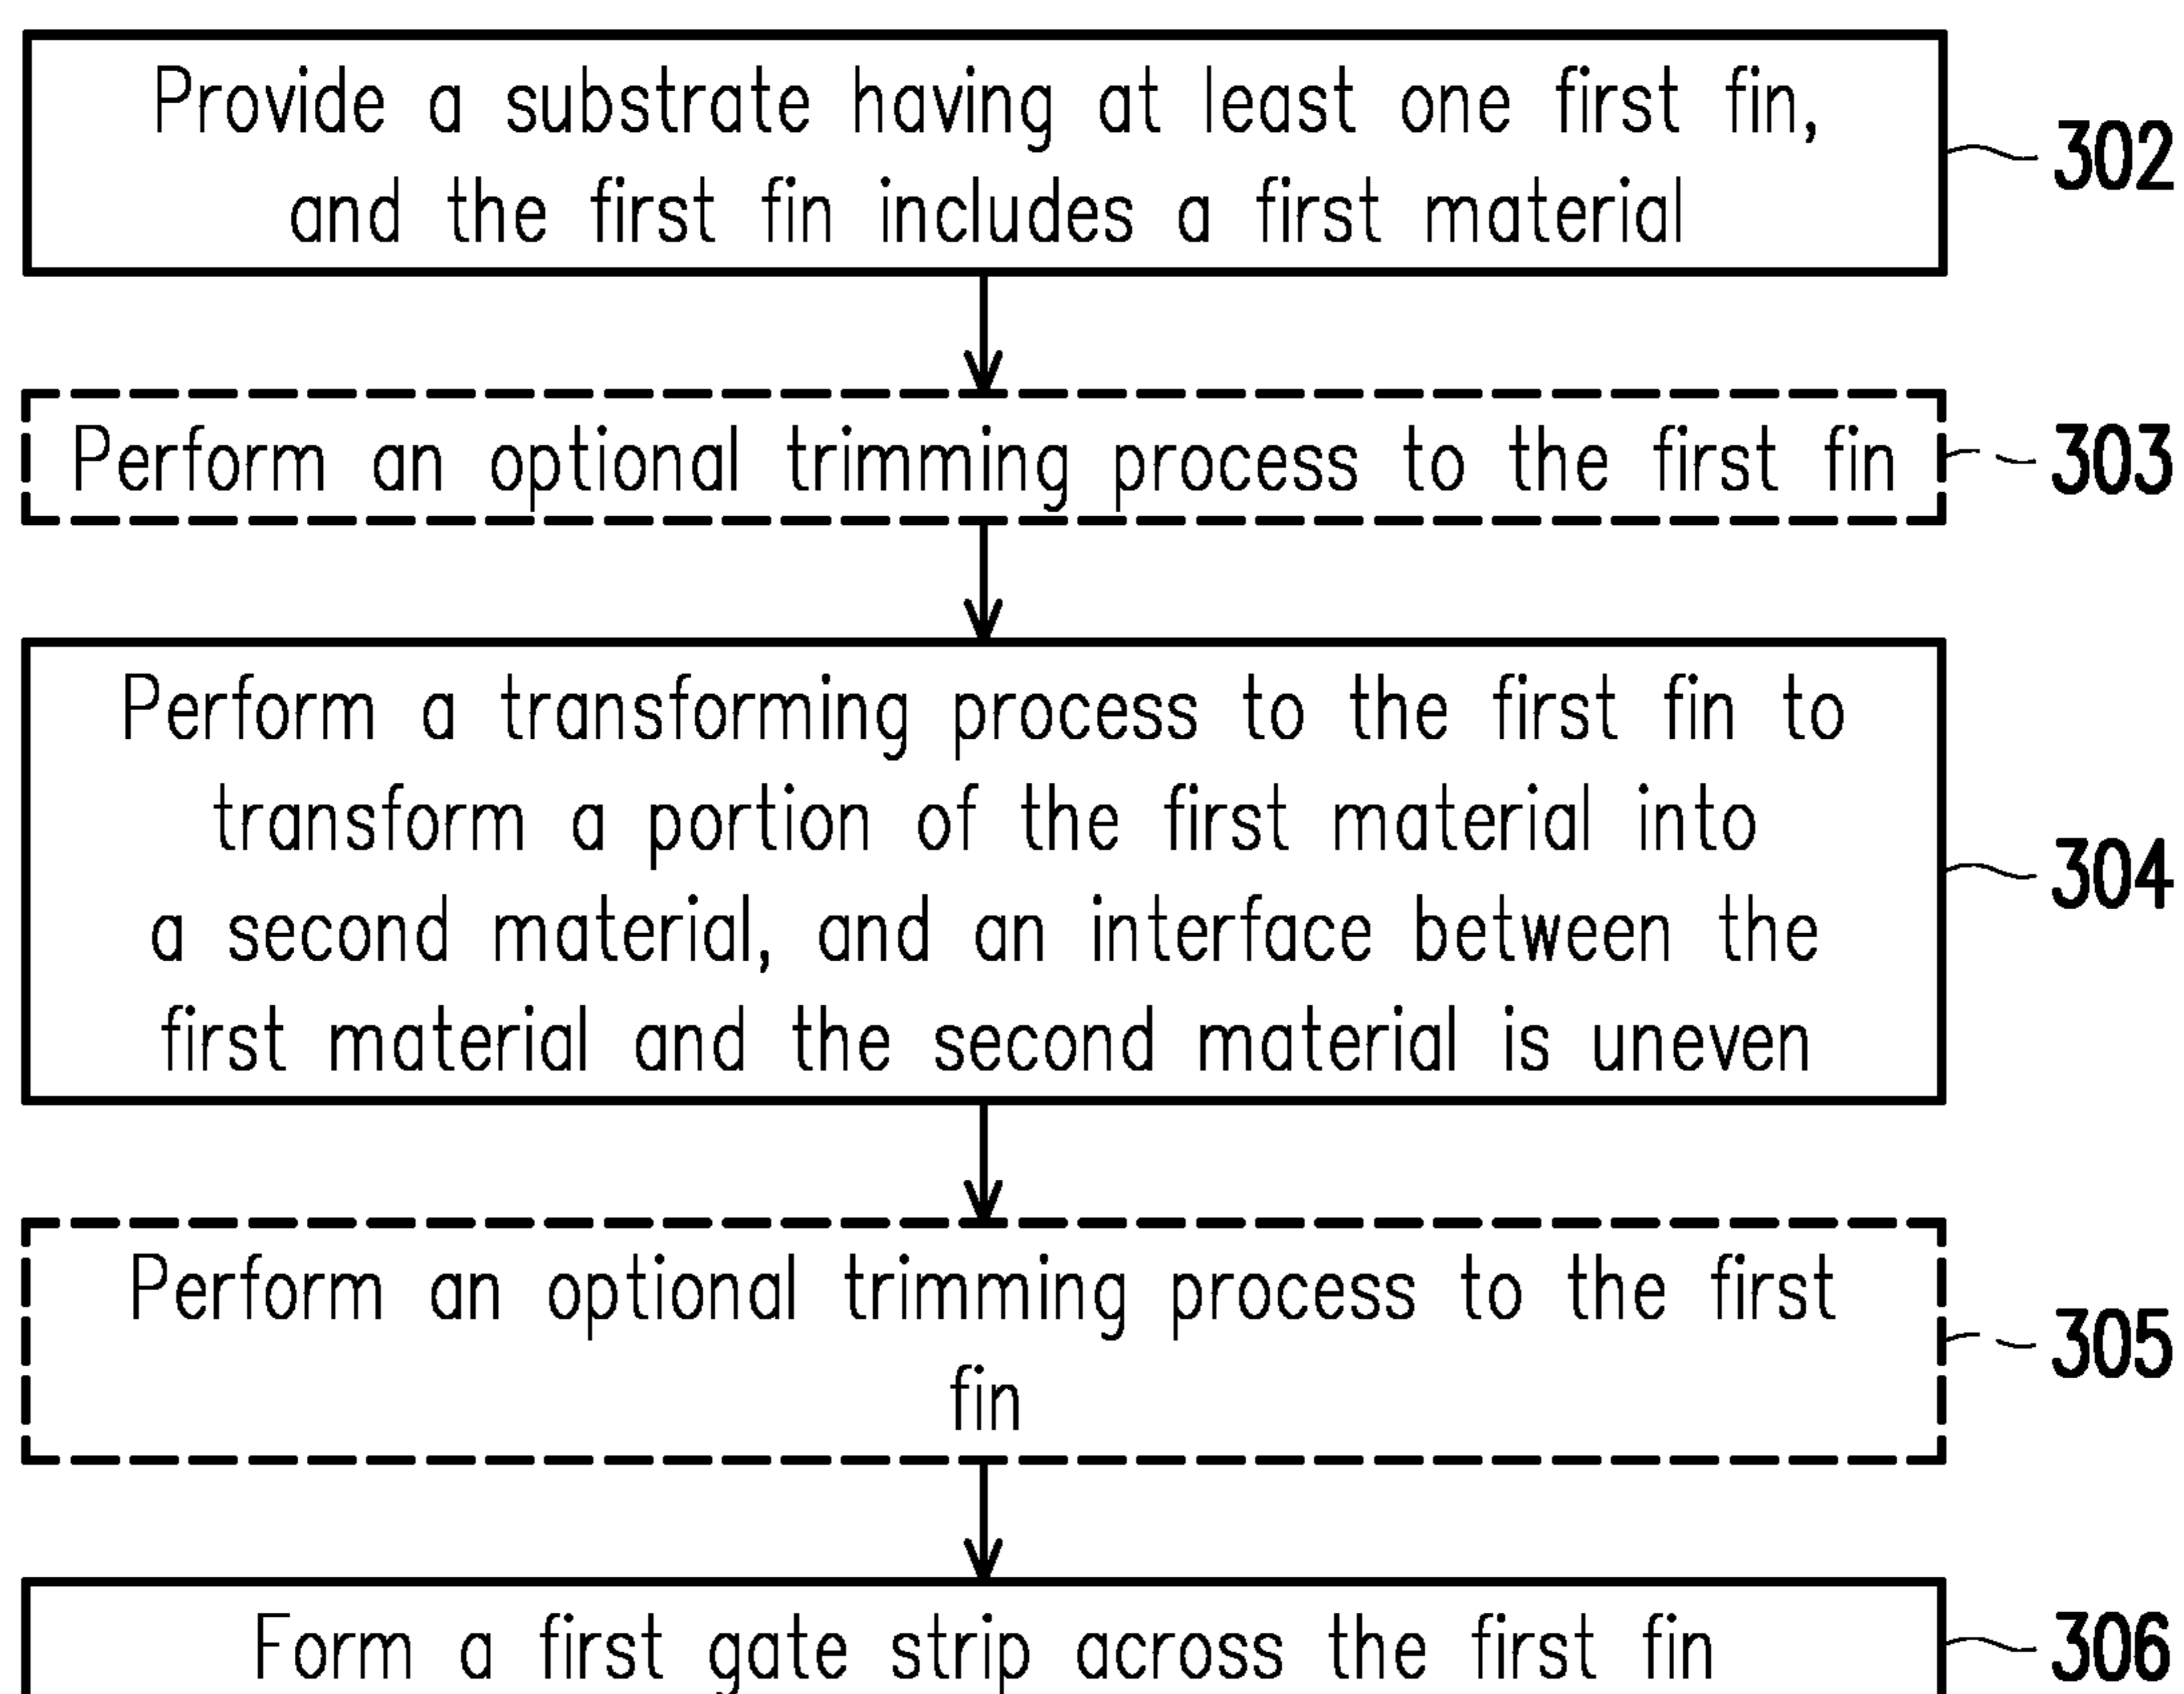 Provide a substrate having at least one first fin,
and the first fin includes a first material
302
Perform an optional trimming process to the first fin
303
Perform a transforming process to the first fin to
transform a portion of the first material into
a second material, and an interface between the
first material and the second material is uneven
304
Perform an optional trimming process to the first
fin
305
Form a first gate strip across the first fin
306